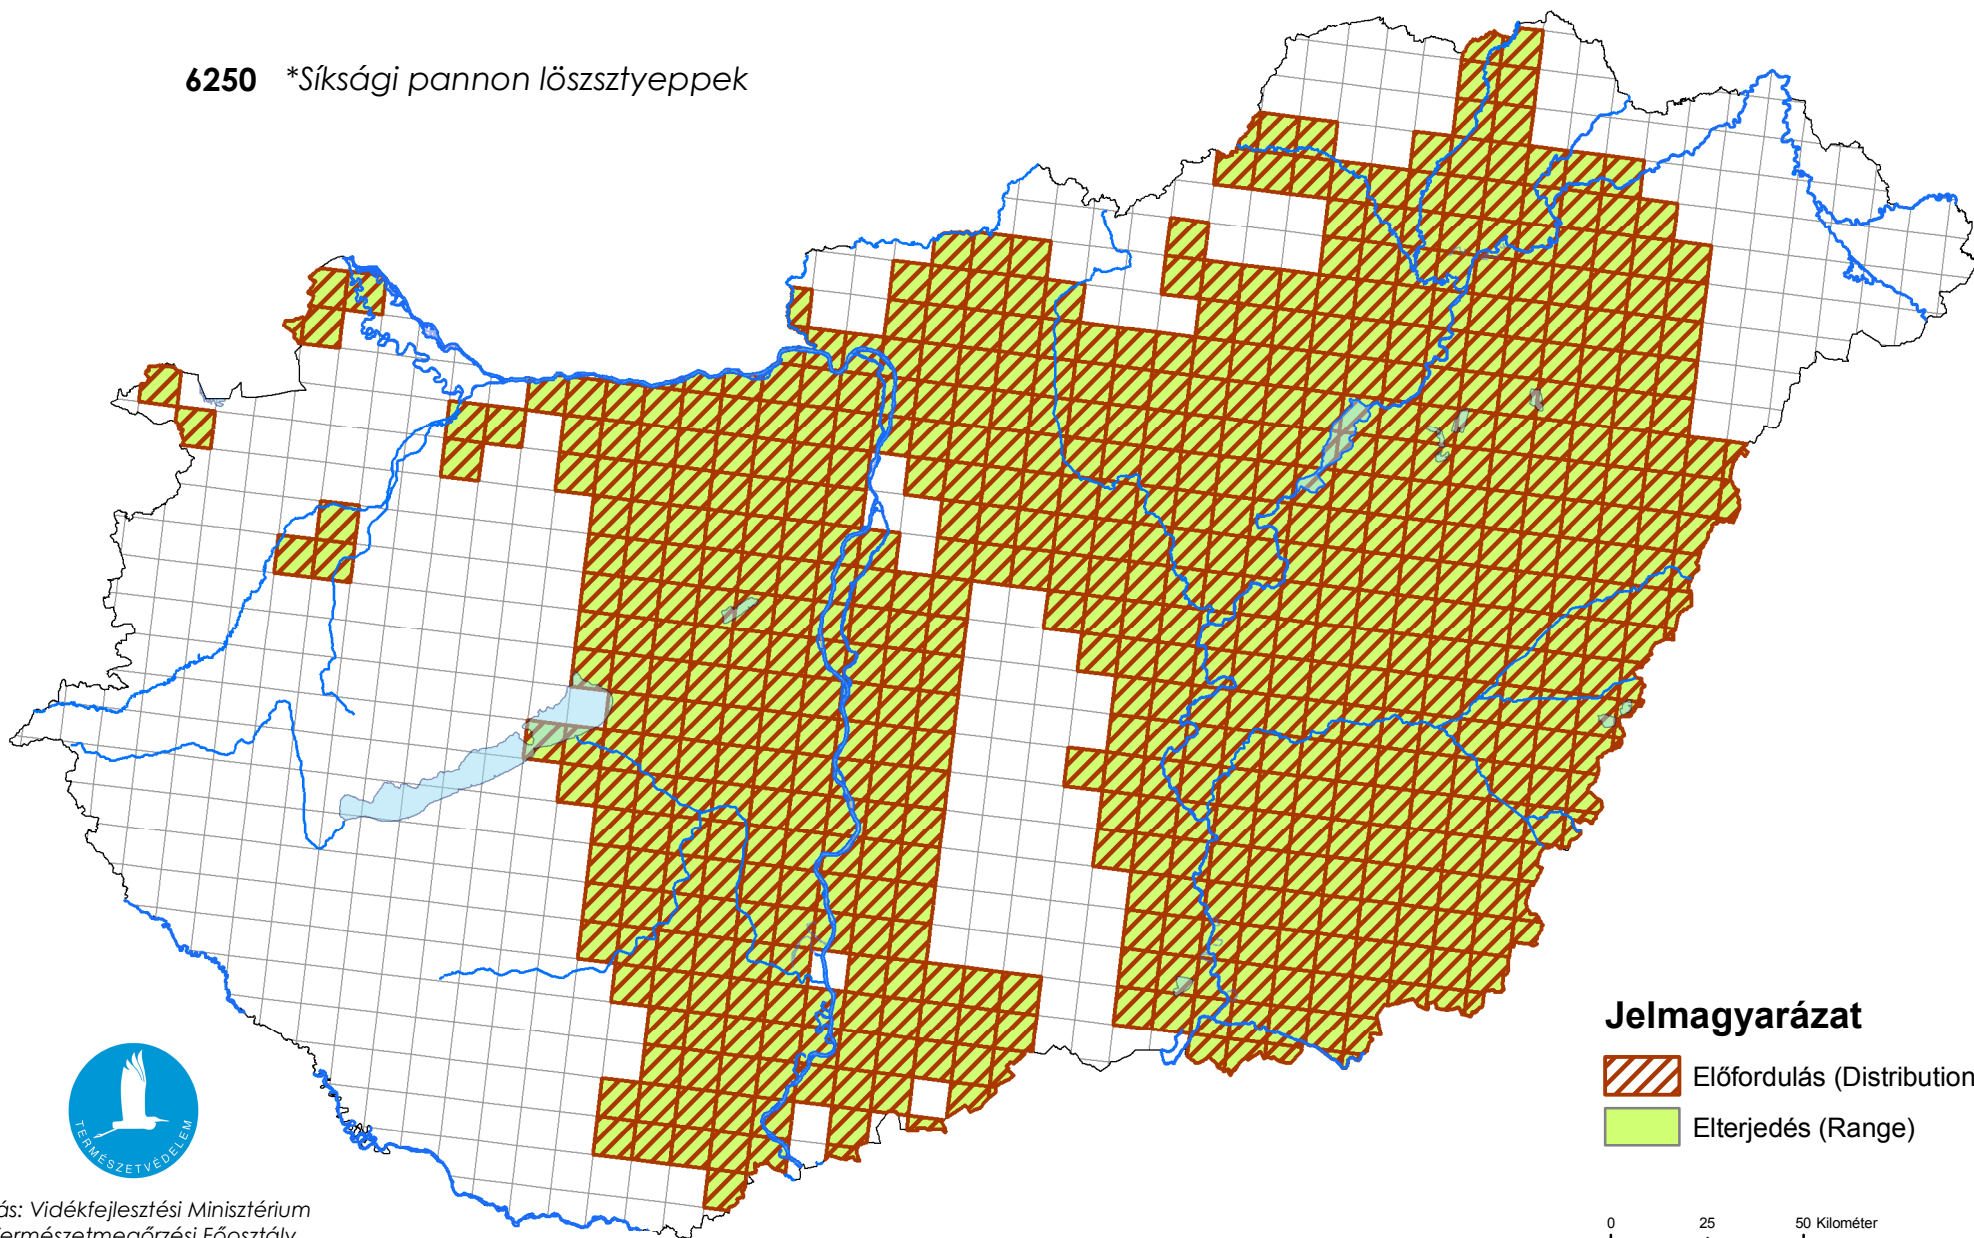 6250 *Síksági pannon löszsztyeppek
Jelmagyarázat
Előfordulás (Distribution
Elterjedés (Range)
TERMÉSZETVÉDELEM
ás: Vidékfejlesztési Minisztérium
Természetmegőrzési Főosztály
0 25 50 Kilométer